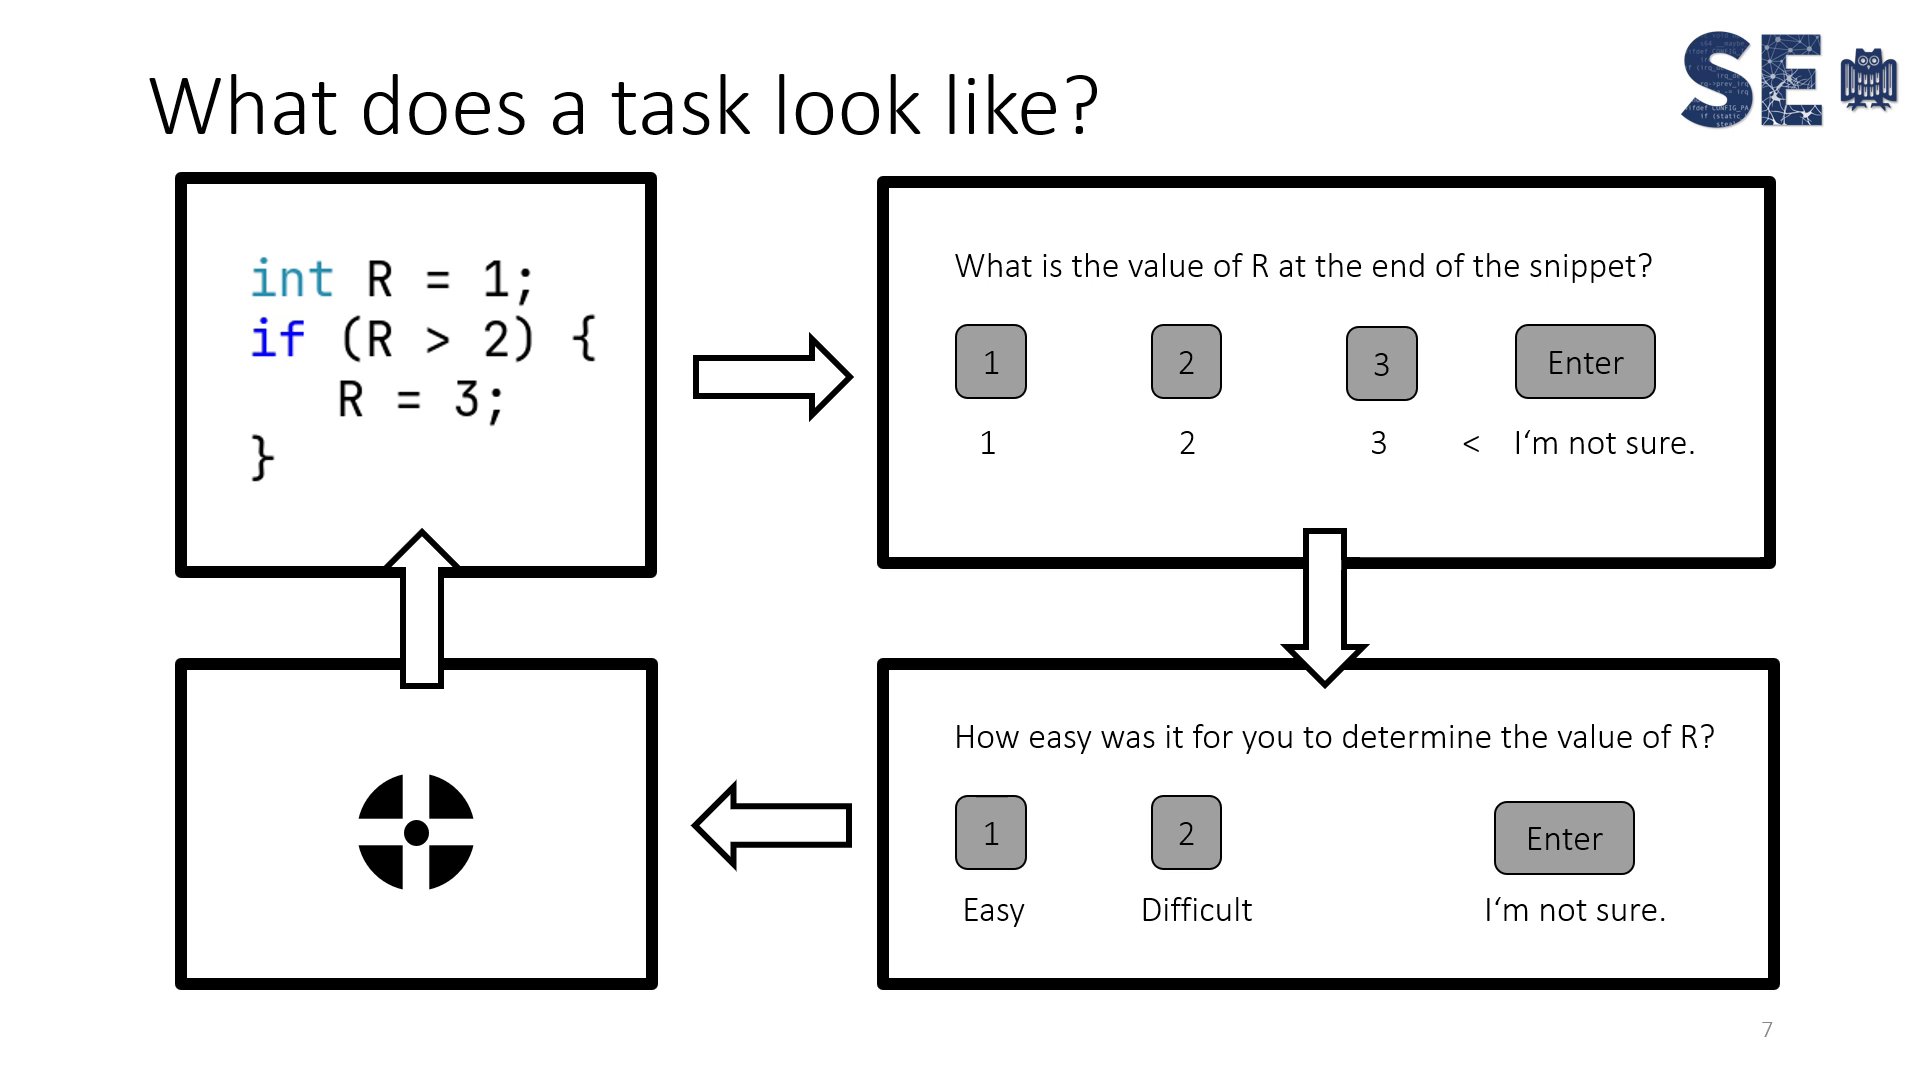 What does a task look like?
SE
int R = 1;
if (R > 2) {
    R = 3;
}
What is the value of R at the end of the snippet?
1 2 3 Enter
1 2 3 < I‘m not sure.
How easy was it for you to determine the value of R?
1 2 Enter
Easy Difficult I‘m not sure.
7